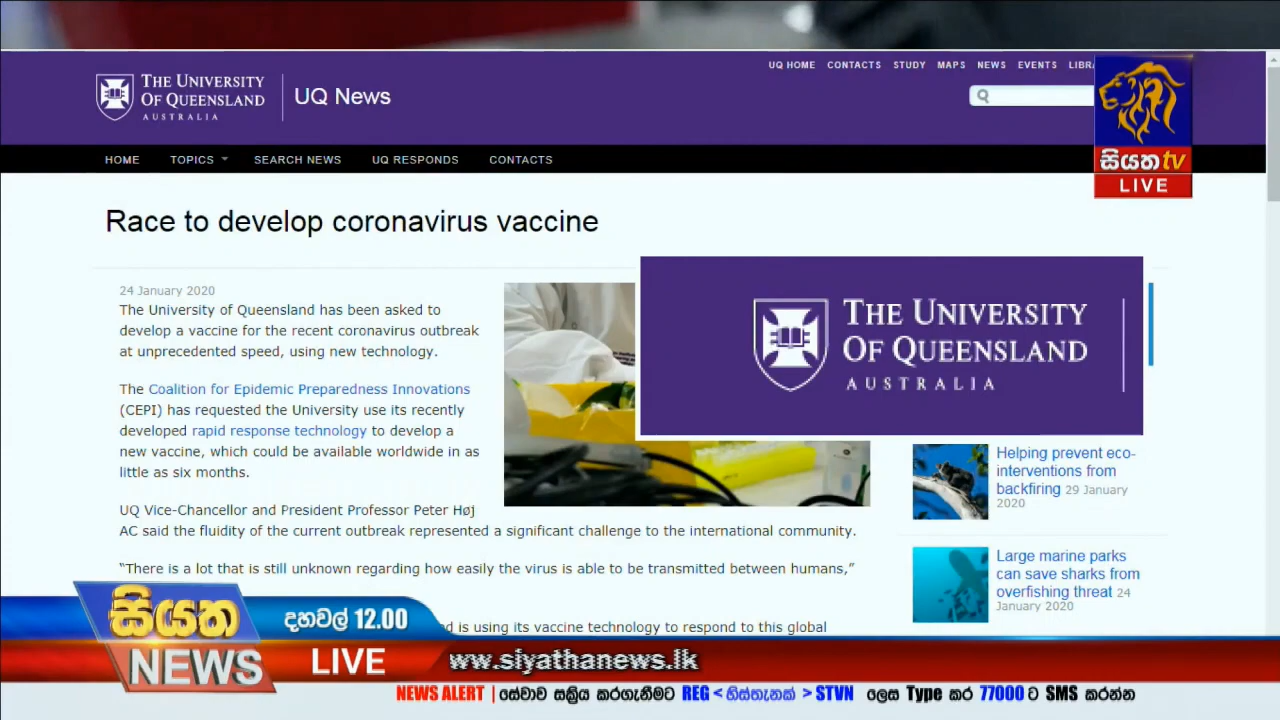 UQ HOME CONTACTS STUDY MAPS NEWS EVENTS
THE UNIVERSITY
OF QUEENSLAND
AUSTRALIA
UQ News
සියත tv
LIVE
HOME TOPICS SEARCH NEWS UQ RESPONDS CONTACTS
Race to develop coronavirus vaccine
24 January 2020
The University of Queensland has been asked to
develop a vaccine for the recent coronavirus outbreak
at unprecedented speed, using new technology.
The Coalition for Epidemic Preparedness Innovations
(CEPI) has requested the University use its recently
developed rapid response technology to develop a
new vaccine, which could be available worldwide in as
little as six months.
UQ Vice-Chancellor and President Professor Peter Høj
AC said the fluidity of the current outbreak represented a significant challenge to the international community.
“There is a lot that is still unknown regarding how easily the virus is able to be transmitted between humans,”
is using its vaccine technology to respond to this global
THE UNIVERSITY
OF QUEENSLAND
AUSTRALIA
Helping prevent eco-
interventions from
backfiring 29 January
2020
Large marine parks
can save sharks from
overfishing threat 24
January 2020
සියත
NEWS
දහවල් 12.00
LIVE
www.siyathanews.lk
NEWS ALERT | සේවාව සක්‍රිය කරගැනීමට REG < හිස්තැනක් > STVN ලෙස Type කර 77000 ට SMS කරන්න